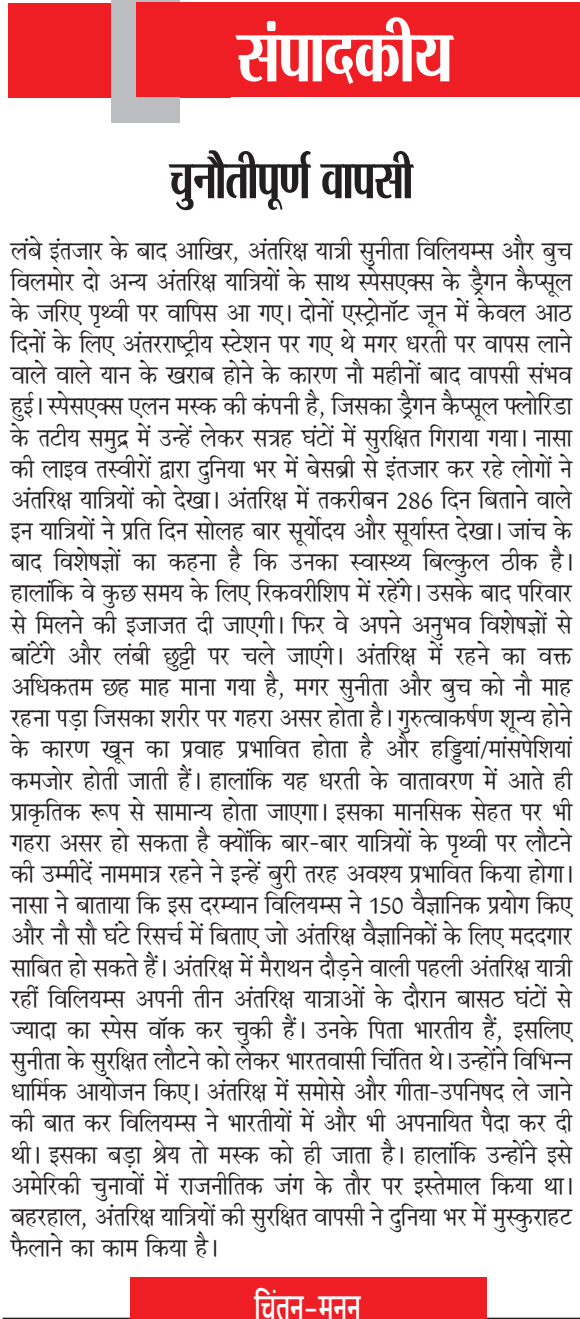 संपादकीय
चुनौतीपूर्ण वापसी
लंबे इंतजार के बाद आखिर, अंतरिक्ष यात्री सुनीता विलियम्स और बुच
विलमोर दो अन्य अंतरिक्ष यात्रियों के साथ स्पेसएक्स के ड्रैगन कैप्सूल
के जरिए पृथ्वी पर वापिस आ गए। दोनों एस्ट्रोनॉट जून में केवल आठ
दिनों के लिए अंतरराष्ट्रीय स्टेशन पर गए थे मगर धरती पर वापस लाने
वाले वाले यान के खराब होने के कारण नौ महीनों बाद वापसी संभव
हुई। स्पेसएक्स एलन मस्क की कंपनी है, जिसका ड्रैगन कैप्सूल फ्लोरिडा
के तटीय समुद्र में उन्हें लेकर सत्रह घंटों में सुरक्षित गिराया गया। नासा
की लाइव तस्वीरों द्वारा दुनिया भर में बेसब्री से इंतजार कर रहे लोगों ने
अंतरिक्ष यात्रियों को देखा। अंतरिक्ष में तकरीबन 286 दिन बिताने वाले
इन यात्रियों ने प्रति दिन सोलह बार सूर्योदय और सूर्यास्त देखा। जांच के
बाद विशेषज्ञों का कहना है कि उनका स्वास्थ्य बिल्कुल ठीक है।
हालांकि वे कुछ समय के लिए रिकवरीशिप में रहेंगे। उसके बाद परिवार
से मिलने की इजाजत दी जाएगी। फिर वे अपने अनुभव विशेषज्ञों से
बांटेंगे और लंबी छुट्टी पर चले जाएंगे। अंतरिक्ष में रहने का वक्त
अधिकतम छह माह माना गया है, मगर सुनीता और बुच को नौ माह
रहना पड़ा जिसका शरीर पर गहरा असर होता है। गुरुत्वाकर्षण शून्य होने
के कारण खून का प्रवाह प्रभावित होता है और हड्डियां/मांसपेशियां
कमजोर होती जाती हैं। हालांकि यह धरती के वातावरण में आते ही
प्राकृतिक रूप से सामान्य होता जाएगा। इसका मानसिक सेहत पर भी
गहरा असर हो सकता है क्योंकि बार-बार यात्रियों के पृथ्वी पर लौटने
की उम्मीदें नाममात्र रहने ने इन्हें बुरी तरह अवश्य प्रभावित किया होगा।
नासा ने बाताया कि इस दरम्यान विलियम्स ने 150 वैज्ञानिक प्रयोग किए
और नौ सौ घंटे रिसर्च में बिताए जो अंतरिक्ष वैज्ञानिकों के लिए मददगार
साबित हो सकते हैं। अंतरिक्ष में मैराथन दौड़ने वाली पहली अंतरिक्ष यात्री
रहीं विलियम्स अपनी तीन अंतरिक्ष यात्राओं के दौरान बासठ घंटों से
ज्यादा का स्पेस वॉक कर चुकी हैं। उनके पिता भारतीय हैं, इसलिए
सुनीता के सुरक्षित लौटने को लेकर भारतवासी चिंतित थे। उन्होंने विभिन्न
धार्मिक आयोजन किए। अंतरिक्ष में समोसे और गीता-उपनिषद ले जाने
की बात कर विलियम्स ने भारतीयों में और भी अपनायित पैदा कर दी
थी। इसका बड़ा श्रेय तो मस्क को ही जाता है। हालांकि उन्होंने इसे
अमेरिकी चुनावों में राजनीतिक जंग के तौर पर इस्तेमाल किया था।
बहरहाल, अंतरिक्ष यात्रियों की सुरक्षित वापसी ने दुनिया भर में मुस्कुराहट
फैलाने का काम किया है।
चिंतन-मनन